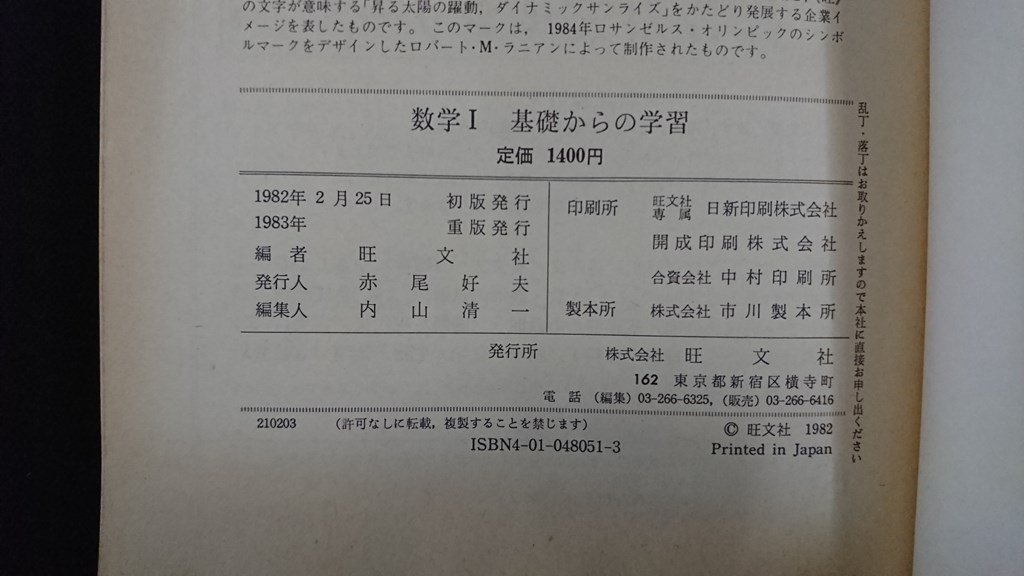 の文字が意味する「昇る太陽の躍動，ダイナミックサンライズ」をかたどり発展する企業イ
メージを表したものです。 このマークは， 1984年ロサンゼルス・オリンピックのシンボ
ルマークをデザインしたロバート・M・ラニアンによって制作されたものです。
数学Ⅰ 基礎からの学習
定価 1400円
1982年 2 月 25日 初版発行
1983年 重版発行
編者 旺文社
発行人 赤尾好夫
編集人 内山清一
印刷所 旺文社専属 日新印刷株式会社
開成印刷株式会社
合資会社 中村印刷所
製本所 株式会社 市川製本所
発行所 株式会社 旺文社
162 東京都新宿区横寺町
電話 （編集）03-266-6325,（販売）03-266-6416
210203 （許可なしに転載，複製することを禁じます） © 旺文社 1982
ISBN4-01-048051-3 Printed in Japan
乱丁・落丁はお取りかえしますので本社に直接お申し出ください